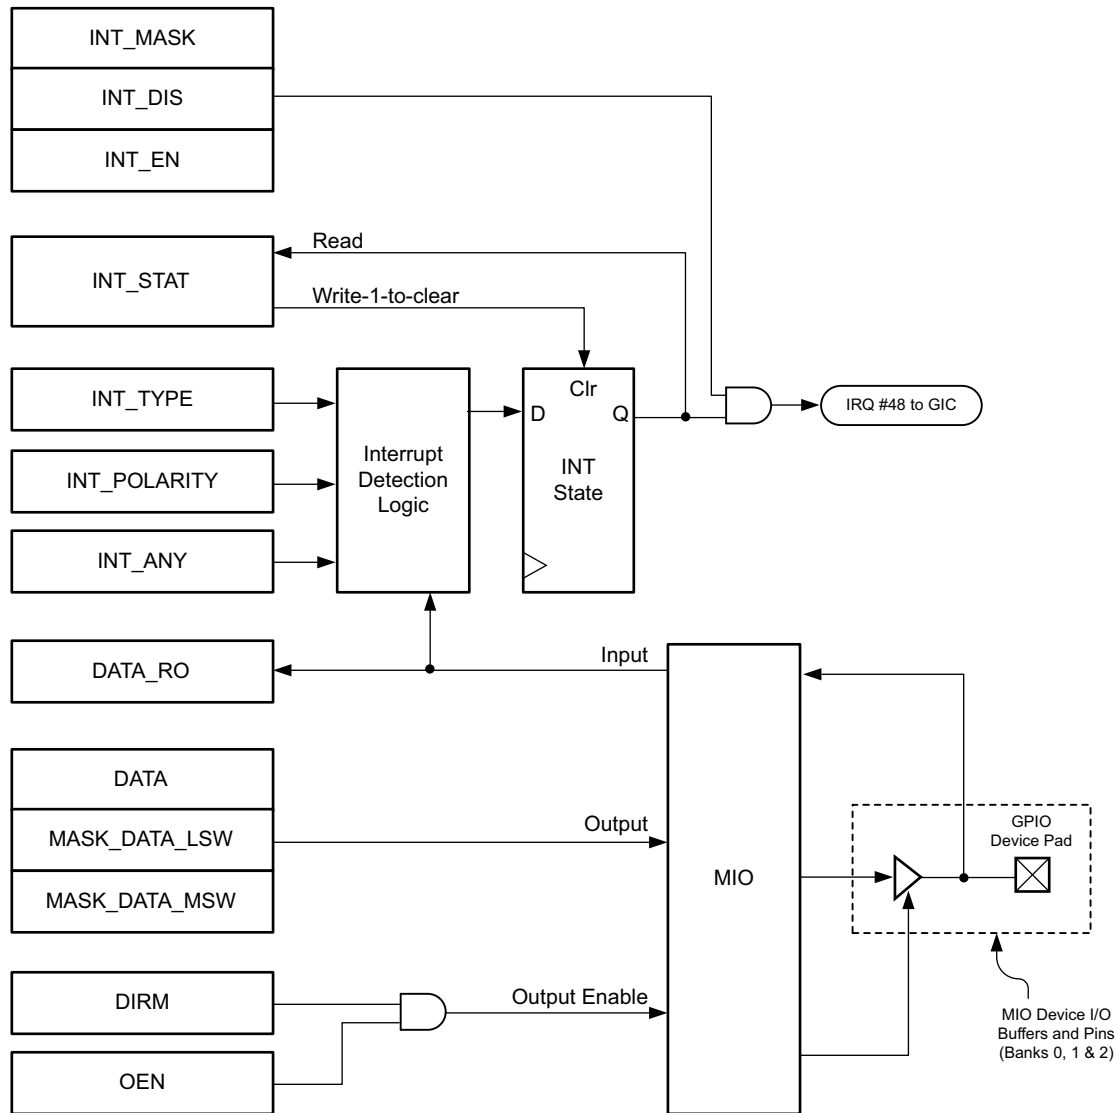 INT_MASK
INT_DIS
INT_EN
Read
INT_STAT
Write-1-to-clear
INT_TYPE
Clr
D
Q
IRQ #48 to GIC
Interrupt
Detection
Logic
INT
State
INT_POLARITY
INT_ANY
DATA_RO
Input
DATA
MASK_DATA_LSW
Output
MASK_DATA_MSW
MIO
GPIO
Device Pad
DIRM
Output Enable
OEN
MIO Device I/O
Buffers and Pins
(Banks 0, 1 & 2)